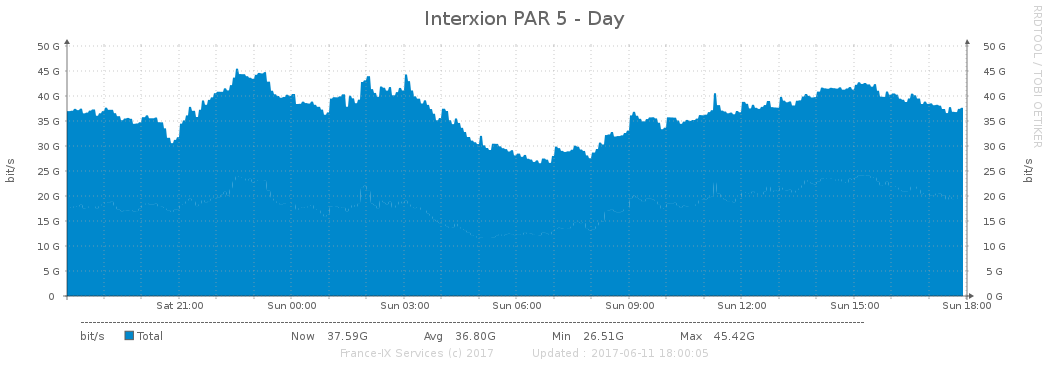 Interxion PAR 5 - Day
RRDTOOL / TOBI OETIKER
bit/s
50 G 50 G
45 G 45 G
40 G 40 G
35 G 35 G
30 G 30 G
25 G 25 G
20 G 20 G
15 G 15 G
10 G 10 G
5 G 5 G
0 0 G
bit/s
Sat 21:00 Sun 00:00 Sun 03:00 Sun 06:00 Sun 09:00 Sun 12:00 Sun 15:00 Sun 18:00
bit/s Total Now 37.59G Avg 36.80G Min 26.51G Max 45.42G
France-IX Services (c) 2017 Updated : 2017-06-11 18:00:05